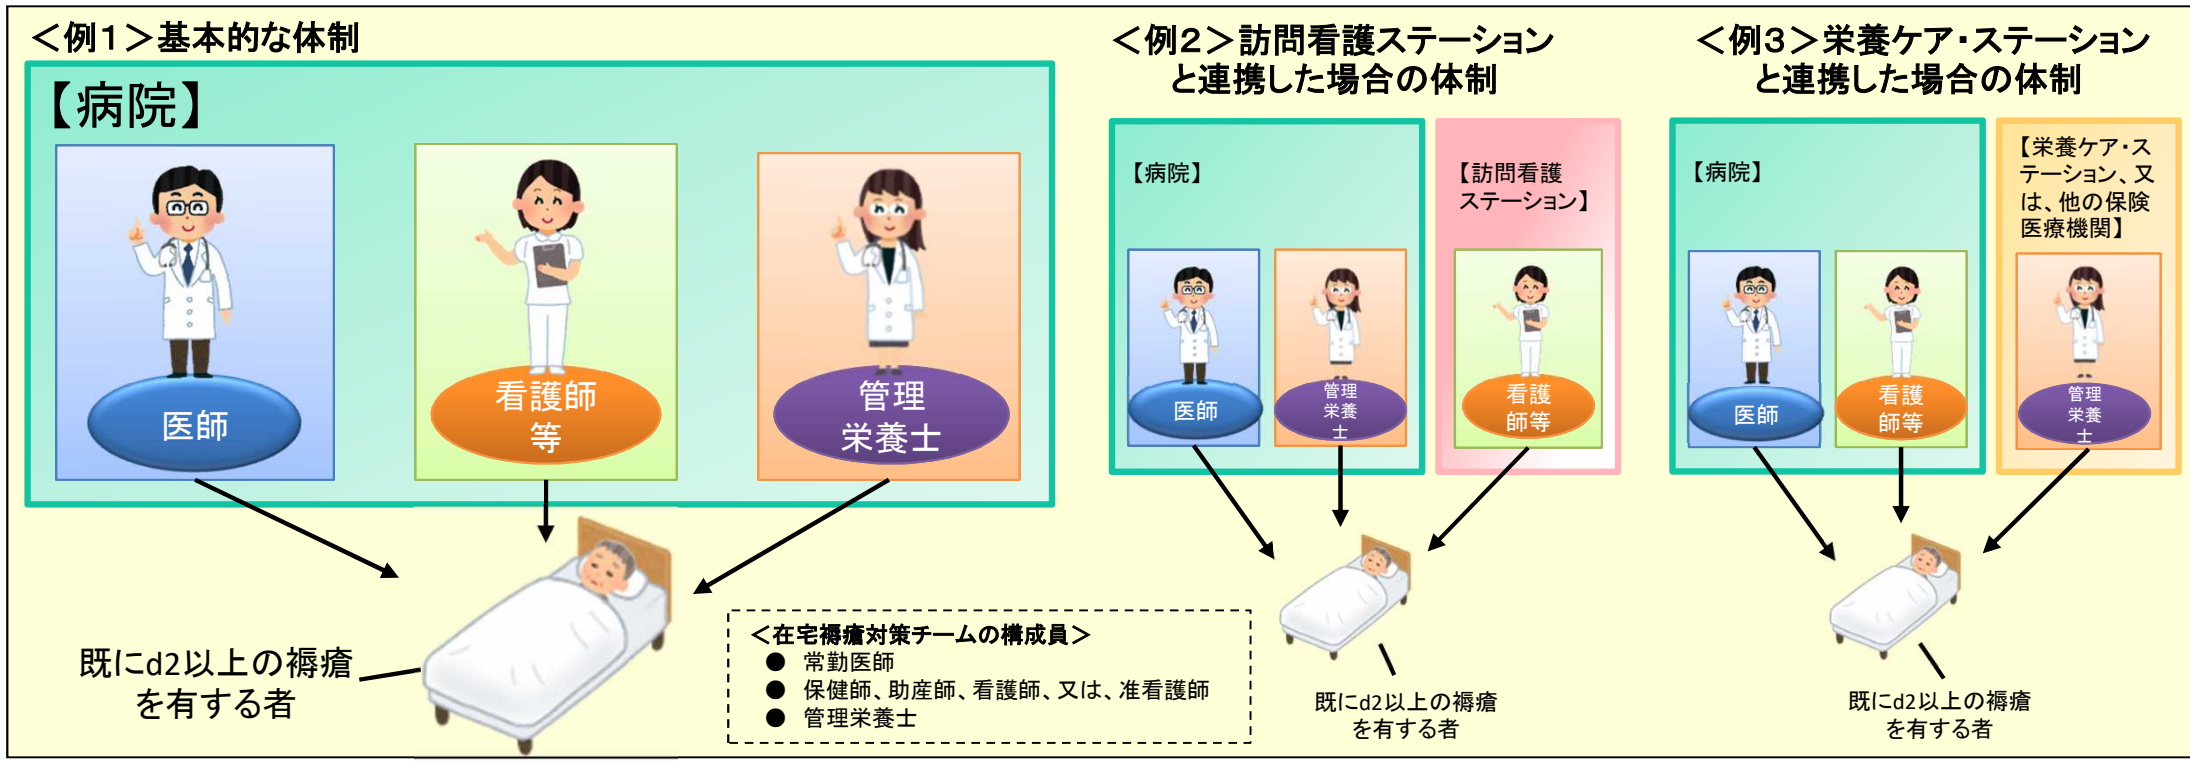 ＜例１＞基本的な体制
【病院】
医師
看護師
等
管理
栄養士
既にd2以上の褥瘡
を有する者
＜在宅褥瘡対策チームの構成員＞
● 常勤医師
● 保健師、助産師、看護師、又は、准看護師
● 管理栄養士
＜例２＞訪問看護ステーション
と連携した場合の体制
【病院】
医師
管理
栄養
士
【訪問看護
ステーション】
看護
師等
既にd2以上の褥瘡
を有する者
＜例３＞栄養ケア・ステーション
と連携した場合の体制
【病院】
医師
看護
師等
【栄養ケア・ス
テーション、又
は、他の保険
医療機関】
管理
栄養
士
既にd2以上の褥瘡
を有する者